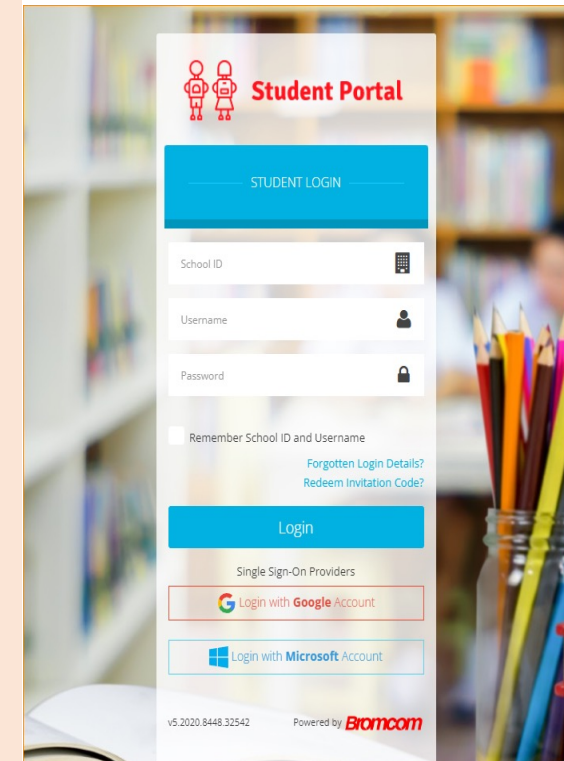 Student Portal
STUDENT LOGIN
School ID
Username
Password
Remember School ID and Username
Forgotten Login Details?
Redeem Invitation Code?
Login
Single Sign-On Providers
Login with Google Account
Login with Microsoft Account
v5.2020.8448.32542 Powered by Bromcom